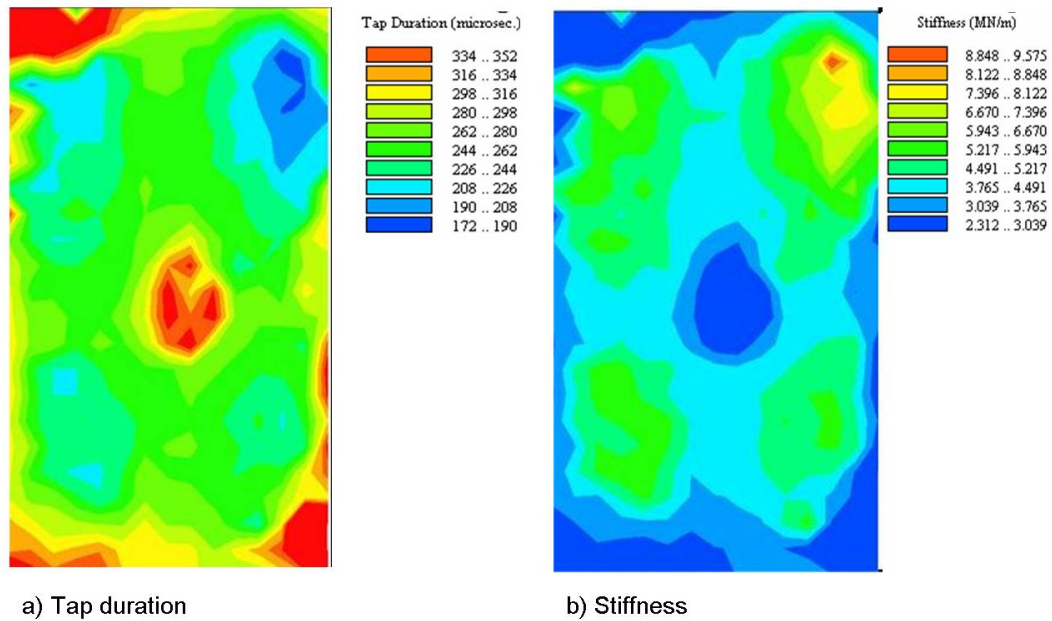 Tap Duration (microsec.)
334 .. 352
316 .. 334
298 .. 316
280 .. 298
262 .. 280
244 .. 262
226 .. 244
208 .. 226
190 .. 208
172 .. 190
Stiffness (MN/m)
8.848 .. 9.575
8.122 .. 8.848
7.396 .. 8.122
6.670 .. 7.396
5.943 .. 6.670
5.217 .. 5.943
4.491 .. 5.217
3.765 .. 4.491
3.039 .. 3.765
2.312 .. 3.039
a) Tap duration
b) Stiffness